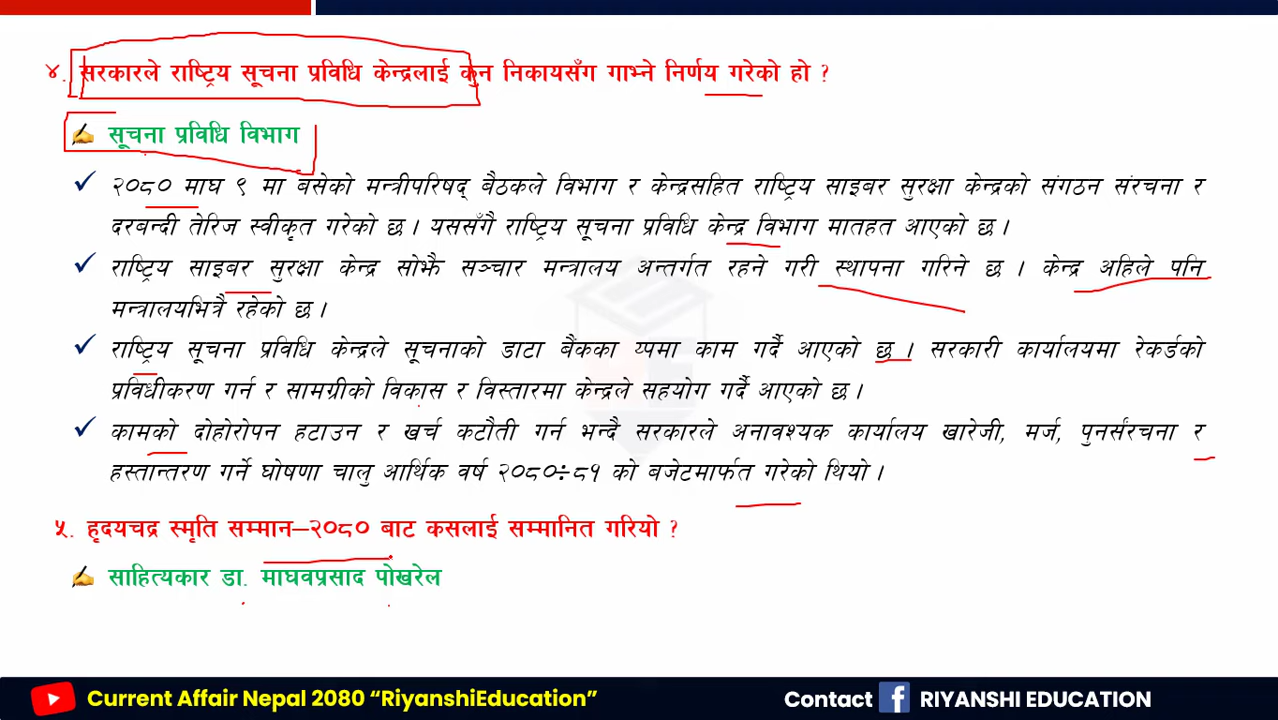 ४. सरकारले राष्ट्रिय सूचना प्रविधि केन्द्रलाई कुन निकायसँग गाभ्ने निर्णय गरेको हो ?
सूचना प्रविधि विभाग
२०८० माघ ९ मा बसेको मन्त्रीपरिषद् बैठकले विभाग र केन्द्रसहित राष्ट्रिय साइबर सुरक्षा केन्द्रको संगठन संरचना र
दरबन्दी तेरिज स्वीकृत गरेको छ । यससँगै राष्ट्रिय सूचना प्रविधि केन्द्र विभाग मातहत आएको छ ।
राष्ट्रिय साइबर सुरक्षा केन्द्र सोझै सञ्चार मन्त्रालय अन्तर्गत रहने गरी स्थापना गरिने छ । केन्द्र अहिले पनि
मन्त्रालयभित्रै रहेको छ ।
राष्ट्रिय सूचना प्रविधि केन्द्रले सूचनाको डाटा बैंकका य्पमा काम गर्दै आएको छ । सरकारी कार्यालयमा रेकर्डको
प्रविधीकरण गर्न र सामग्रीको विकास र विस्तारमा केन्द्रले सहयोग गर्दै आएको छ ।
कामको दोहोरोपन हटाउन र खर्च कटौती गर्न भन्दै सरकारले अनावश्यक कार्यालय खारेजी, मर्ज, पुनर्संरचना र
हस्तान्तरण गर्ने घोषणा चालु आर्थिक वर्ष २०८०÷८१ को बजेटमार्फत गरेको थियो ।
५. हृदयचद्र स्मृति सम्मान–२०८० बाट कसलाई सम्मानित गरियो ?
साहित्यकार डा. माधवप्रसाद पोखरेल
Current Affair Nepal 2080 “RiyanshiEducation”
Contact f RIYANSHI EDUCATION